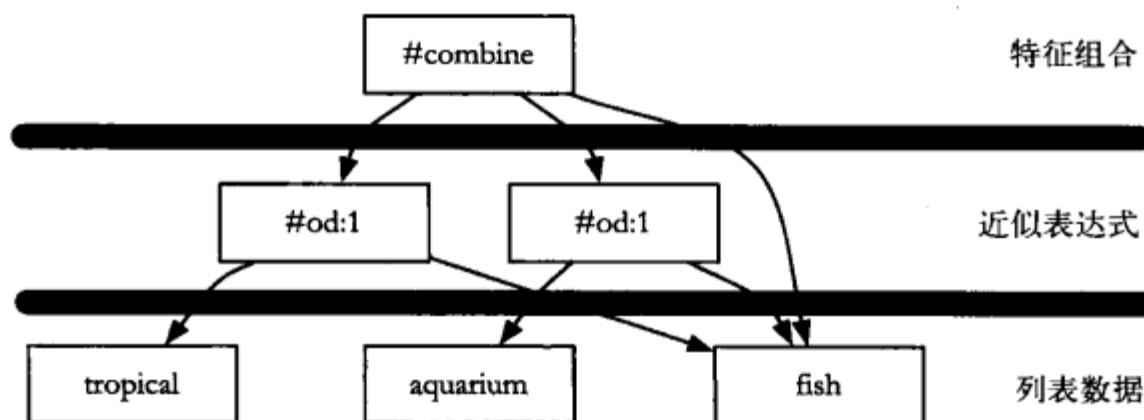 #combine
特征组合
#od:1
#od:1
近似表达式
tropical
aquarium
fish
列表数据